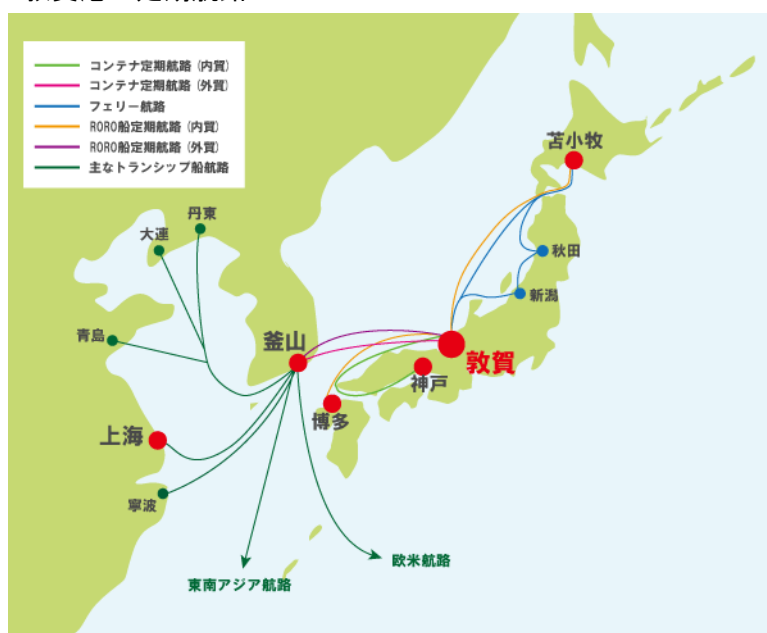 コンテナ定期航路 (内貿)
コンテナ定期航路 (外貿)
フェリー航路
RORO船定期航路 (内貿)
RORO船定期航路 (外貿)
主なトランシップ船航路
苫小牧
丹東
大連
秋田
新潟
青島
釜山
敦賀
神戸
博多
上海
寧波
欧米航路
東南アジア航路